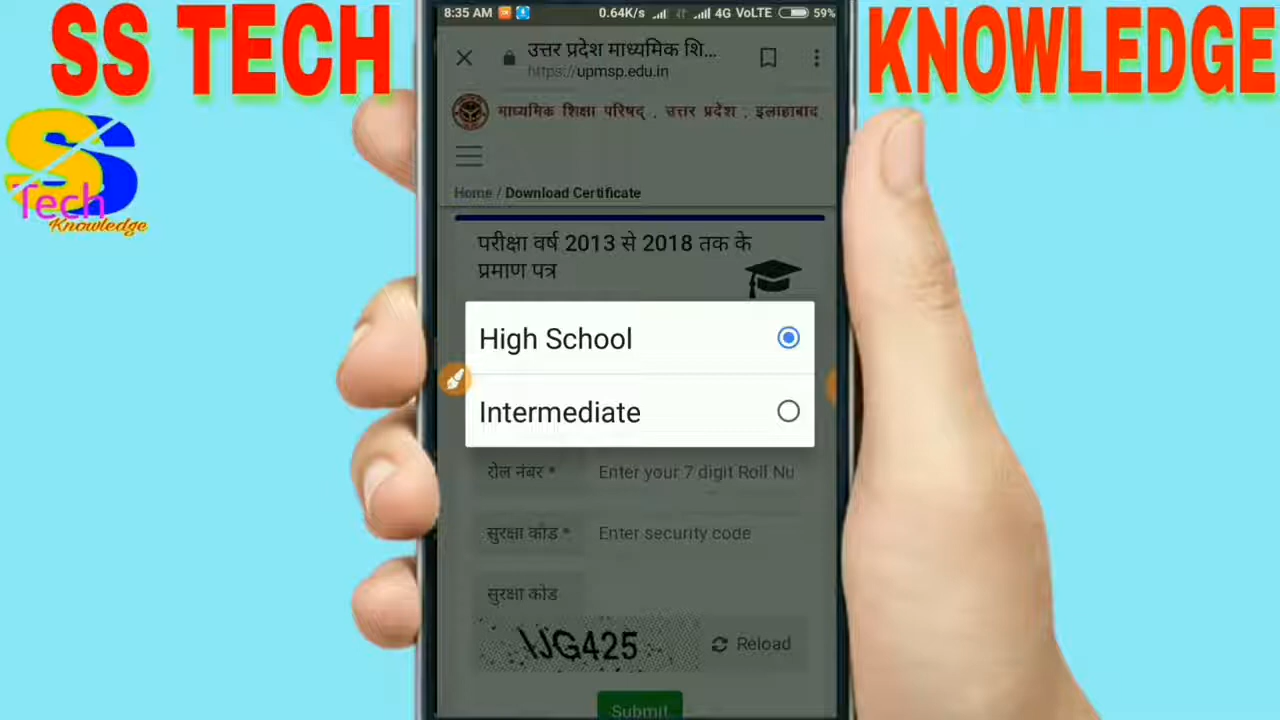 SS TECH
KNOWLEDGE
SS
Tech
Knowledge
8:35 AM
0.64K/s
4G VoLTE
59%
उत्तर प्रदेश माध्यमिक शि...
https://upmsp.edu.in
माध्यमिक शिक्षा परिषद् , उत्तर प्रदेश , इलाहाबाद
Home / Download Certificate
परीक्षा वर्ष 2013 से 2018 तक के
प्रमाण पत्र
High School
Intermediate
रोल नंबर *
Enter your 7 digit Roll Nu
सुरक्षा कोड *
Enter security code
सुरक्षा कोड
Reload
Submit